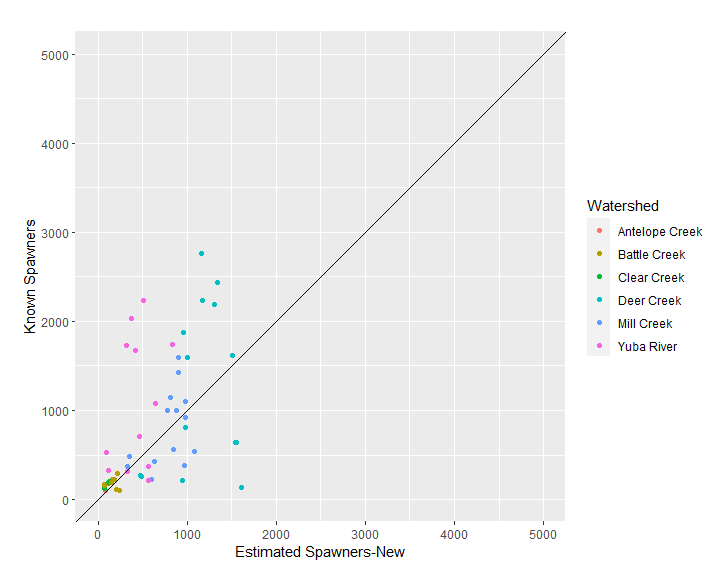 Known Spawners
5000
4000
3000
2000
1000
0
0 1000 2000 3000 4000 5000
Estimated Spawners-New
Watershed
Antelope Creek
Battle Creek
Clear Creek
Deer Creek
Mill Creek
Yuba River